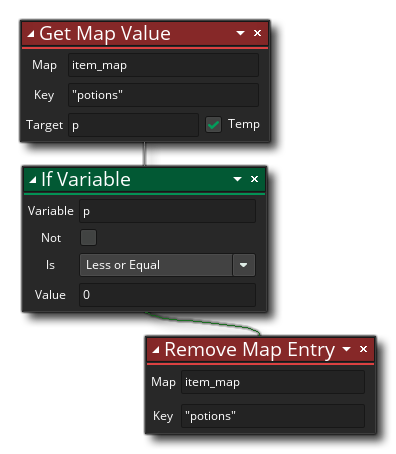 Get Map Value
Map item_map
Key "potions"
Target p Temp
If Variable
Variable p
Not
Is Less or Equal
Value 0
Remove Map Entry
Map item_map
Key "potions"